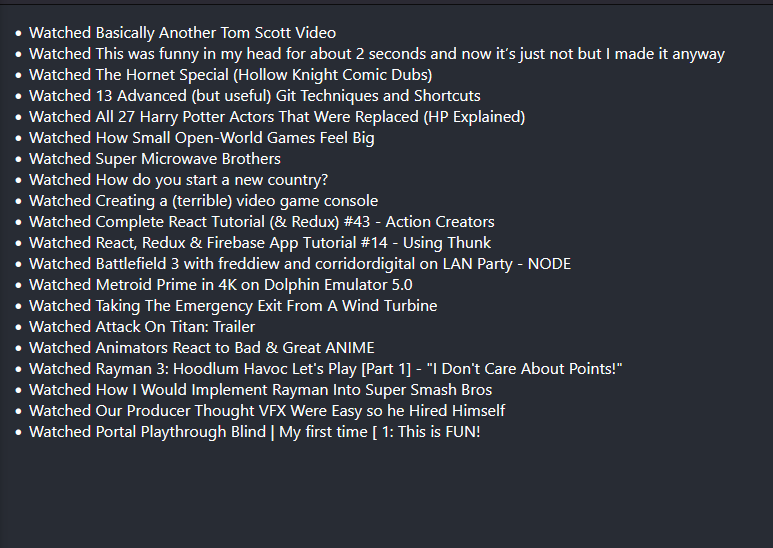 • Watched Basically Another Tom Scott Video
• Watched This was funny in my head for about 2 seconds and now it's just not but I made it anyway
• Watched The Hornet Special (Hollow Knight Comic Dubs)
• Watched 13 Advanced (but useful) Git Techniques and Shortcuts
• Watched All 27 Harry Potter Actors That Were Replaced (HP Explained)
• Watched How Small Open-World Games Feel Big
• Watched Super Microwave Brothers
• Watched How do you start a new country?
• Watched Creating a (terrible) video game console
• Watched Complete React Tutorial (& Redux) #43 - Action Creators
• Watched React, Redux & Firebase App Tutorial #14 - Using Thunk
• Watched Battlefield 3 with freddiew and corridordigital on LAN Party - NODE
• Watched Metroid Prime in 4K on Dolphin Emulator 5.0
• Watched Taking The Emergency Exit From A Wind Turbine
• Watched Attack On Titan: Trailer
• Watched Animators React to Bad & Great ANIME
• Watched Rayman 3: Hoodlum Havoc Let's Play [Part 1] - "I Don't Care About Points!"
• Watched How I Would Implement Rayman Into Super Smash Bros
• Watched Our Producer Thought VFX Were Easy so he Hired Himself
• Watched Portal Playthrough Blind | My first time [ 1: This is FUN!